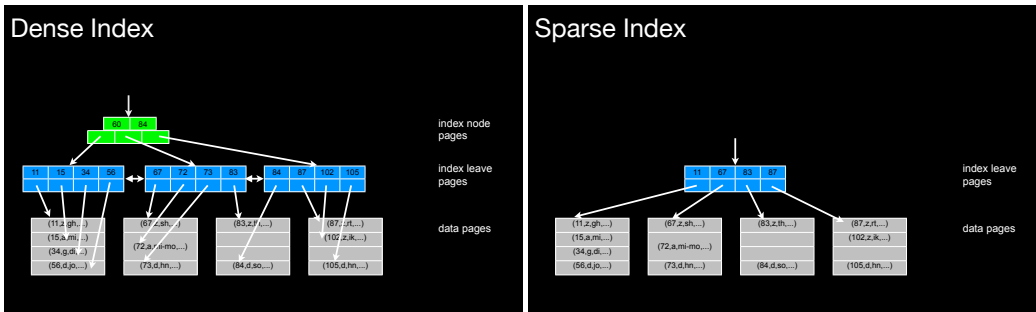 Dense Index
60 84
index node
pages
11 15 34 56 67 72 73 83 84 87 102 105
index leave
pages
(11,z,gh,...) (67,z,sh,...) (83,z,th,...) (87,z,rt,...)
(15,a,mi,...) (102,z,ik,...)
(72,a,mi-mo,...)
(34,g,di,...)
(56,d,jo,...) (73,d,hn,...) (84,d,so,...) (105,d,hn,...)
data pages
Sparse Index
11 67 83 87
index leave
pages
(11,z,gh,...) (67,z,sh,...) (83,z,th,...) (87,z,rt,...)
(15,a,mi,...) (102,z,ik,...)
(72,a,mi-mo,...)
(34,g,di,...)
(56,d,jo,...) (73,d,hn,...) (84,d,so,...) (105,d,hn,...)
data pages